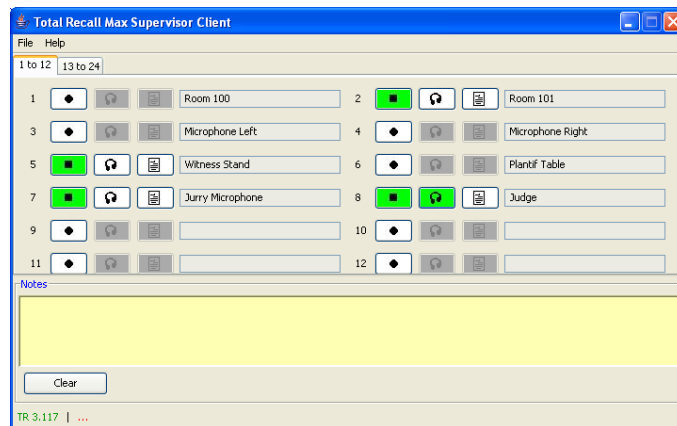 Total Recall Max Supervisor Client
File Help
1 to 12 13 to 24
1 Room 100 2 Room 101
3 Microphone Left 4 Microphone Right
5 Witness Stand 6 Plantif Table
7 Jurry Microphone 8 Judge
9 10
11 12
Notes
Clear
TR 3.117 | ...